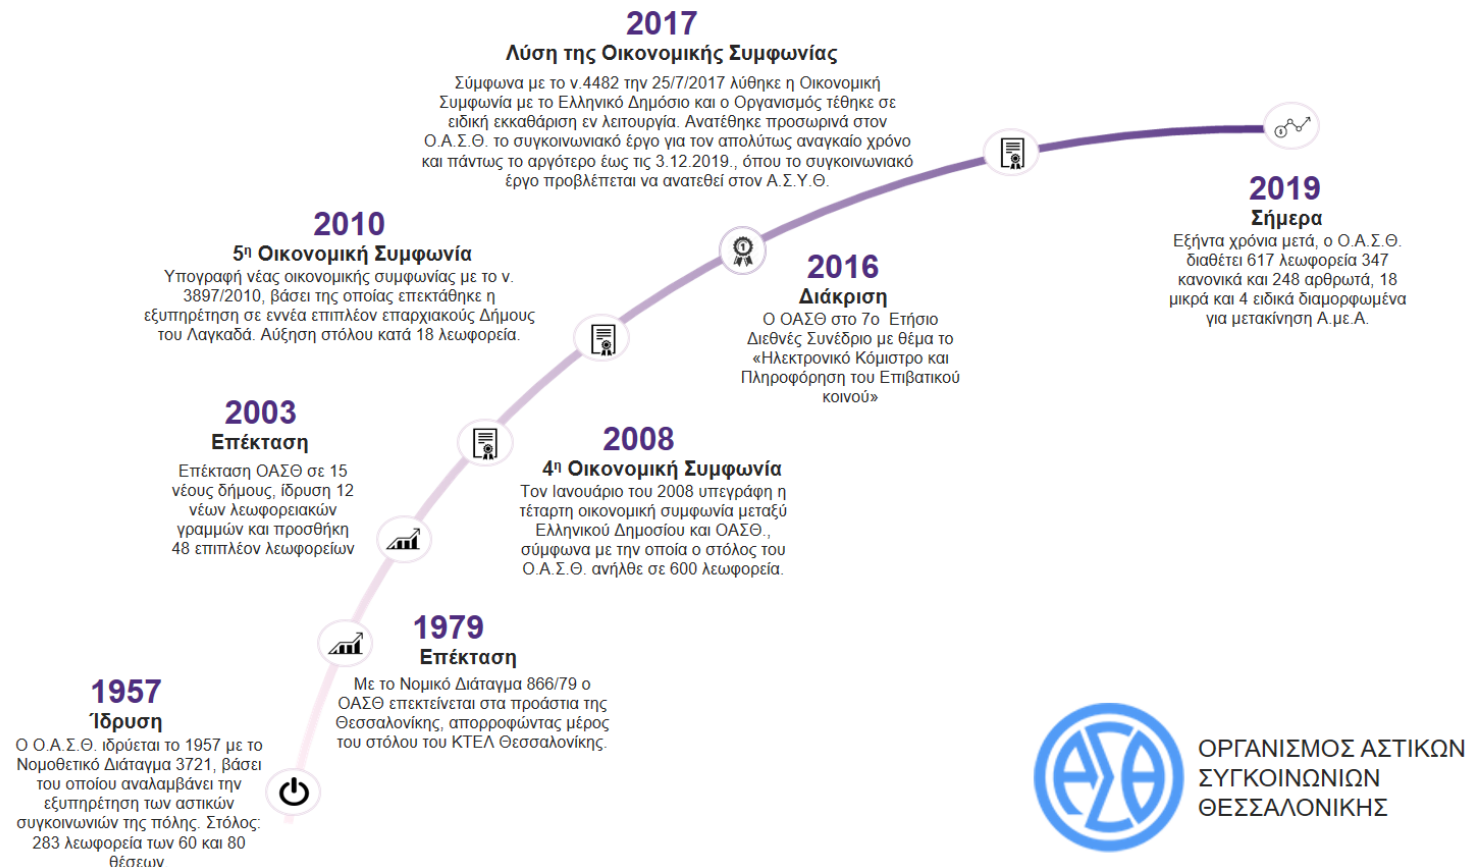 2017
Λύση της Οικονομικής Συμφωνίας
Σύμφωνα με το ν.4482 την 25/7/2017 λύθηκε η Οικονομική
Συμφωνία με το Ελληνικό Δημόσιο και ο Οργανισμός τέθηκε σε
ειδική εκκαθάριση εν λειτουργία. Ανατέθηκε προσωρινά στον
Ο.Α.Σ.Θ. το συγκοινωνιακό έργο για τον απολύτως αναγκαίο χρόνο
και πάντως το αργότερο έως τις 3.12.2019., όπου το συγκοινωνιακό
έργο προβλέπεται να ανατεθεί στον Α.Σ.Υ.Θ.
2019
Σήμερα
Εξήντα χρόνια μετά, ο Ο.Α.Σ.Θ.
διαθέτει 617 λεωφορεία 347
κανονικά και 248 αρθρωτά, 18
μικρά και 4 ειδικά διαμορφωμένα
για μετακίνηση Α.με.Α.
2010
5η Οικονομική Συμφωνία
Υπογραφή νέας οικονομικής συμφωνίας με το ν.
3897/2010, βάσει της οποίας επεκτάθηκε η
εξυπηρέτηση σε εννέα επιπλέον επαρχιακούς Δήμους
του Λαγκαδά. Αύξηση στόλου κατά 18 λεωφορεία.
1
2016
Διάκριση
Ο ΟΑΣΘ στο 7ο Ετήσιο
Διεθνές Συνέδριο με θέμα το
«Ηλεκτρονικό Κόμιστρο και
Πληροφόρηση του Επιβατικού
κοινού»
2003
Επέκταση
Επέκταση ΟΑΣΘ σε 15
νέους δήμους, ίδρυση 12
νέων λεωφορειακών
γραμμών και προσθήκη
48 επιπλέον λεωφορείων
2008
4η Οικονομική Συμφωνία
Τον Ιανουάριο του 2008 υπεγράφη η
τέταρτη οικονομική συμφωνία μεταξύ
Ελληνικού Δημοσίου και ΟΑΣΘ.,
σύμφωνα με την οποία ο στόλος του
Ο.Α.Σ.Θ. ανήλθε σε 600 λεωφορεία.
1979
Επέκταση
Με το Νομικό Διάταγμα 866/79 ο
ΟΑΣΘ επεκτείνεται στα προάστια της
Θεσσαλονίκης, απορροφώντας μέρος
του στόλου του ΚΤΕΛ Θεσσαλονίκης.
1957
Ίδρυση
Ο Ο.Α.Σ.Θ. ιδρύεται το 1957 με το
Νομοθετικό Διάταγμα 3721, βάσει
του οποίου αναλαμβάνει την
εξυπηρέτηση των αστικών
συγκοινωνιών της πόλης. Στόλος:
283 λεωφορεία των 60 και 80
θέσεων
ΑΣΘ
ΟΡΓΑΝΙΣΜΟΣ ΑΣΤΙΚΩΝ
ΣΥΓΚΟΙΝΩΝΙΩΝ
ΘΕΣΣΑΛΟΝΙΚΗΣ